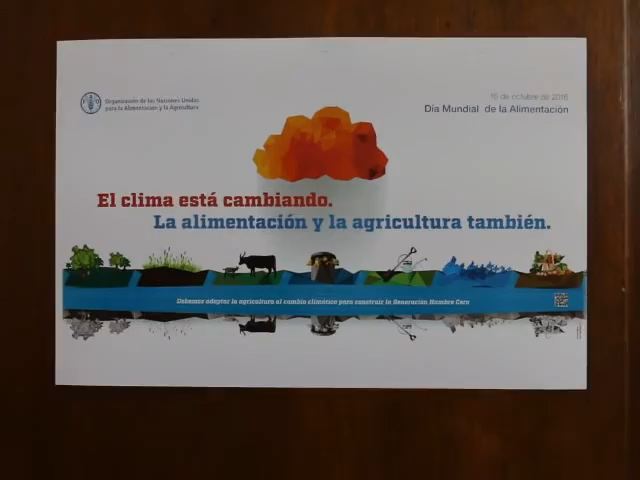 Organización de las Naciones Unidas
para la Alimentación y la Agricultura
16 de octubre de 2016
Día Mundial de la Alimentación
El clima está cambiando.
La alimentación y la agricultura también.
Debemos adaptar la agricultura al cambio climático para construir la Generación Hambre Cero